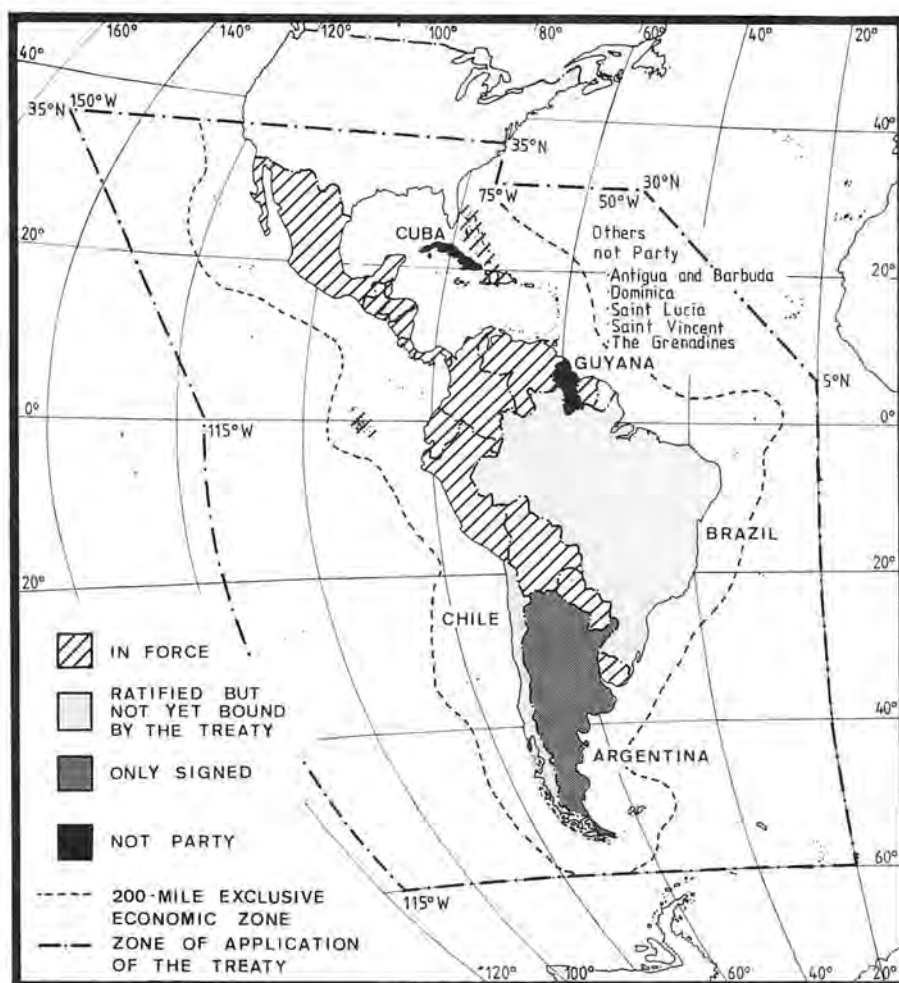 160°
140°
120°
100°
80°
60°
40°
20°
40°
35°N
150°W
35°N
40°
75°W
30°N
50°W
CUBA
Others
not Party
20°
20°
Antigua and Barbuda
Dominica
Saint Lucia
Saint Vincent
The Grenadines
GUYANA
5°N
0°
115°W
0°
BRAZIL
20°
20°
CHILE
IN FORCE
RATIFIED BUT
NOT YET BOUND
BY THE TREATY
40°
ARGENTINA
ONLY SIGNED
NOT PARTY
60°
115°W
200-MILE EXCLUSIVE
ECONOMIC ZONE
ZONE OF APPLICATION
OF THE TREATY
120°
100°
80°
60°
40°
20°